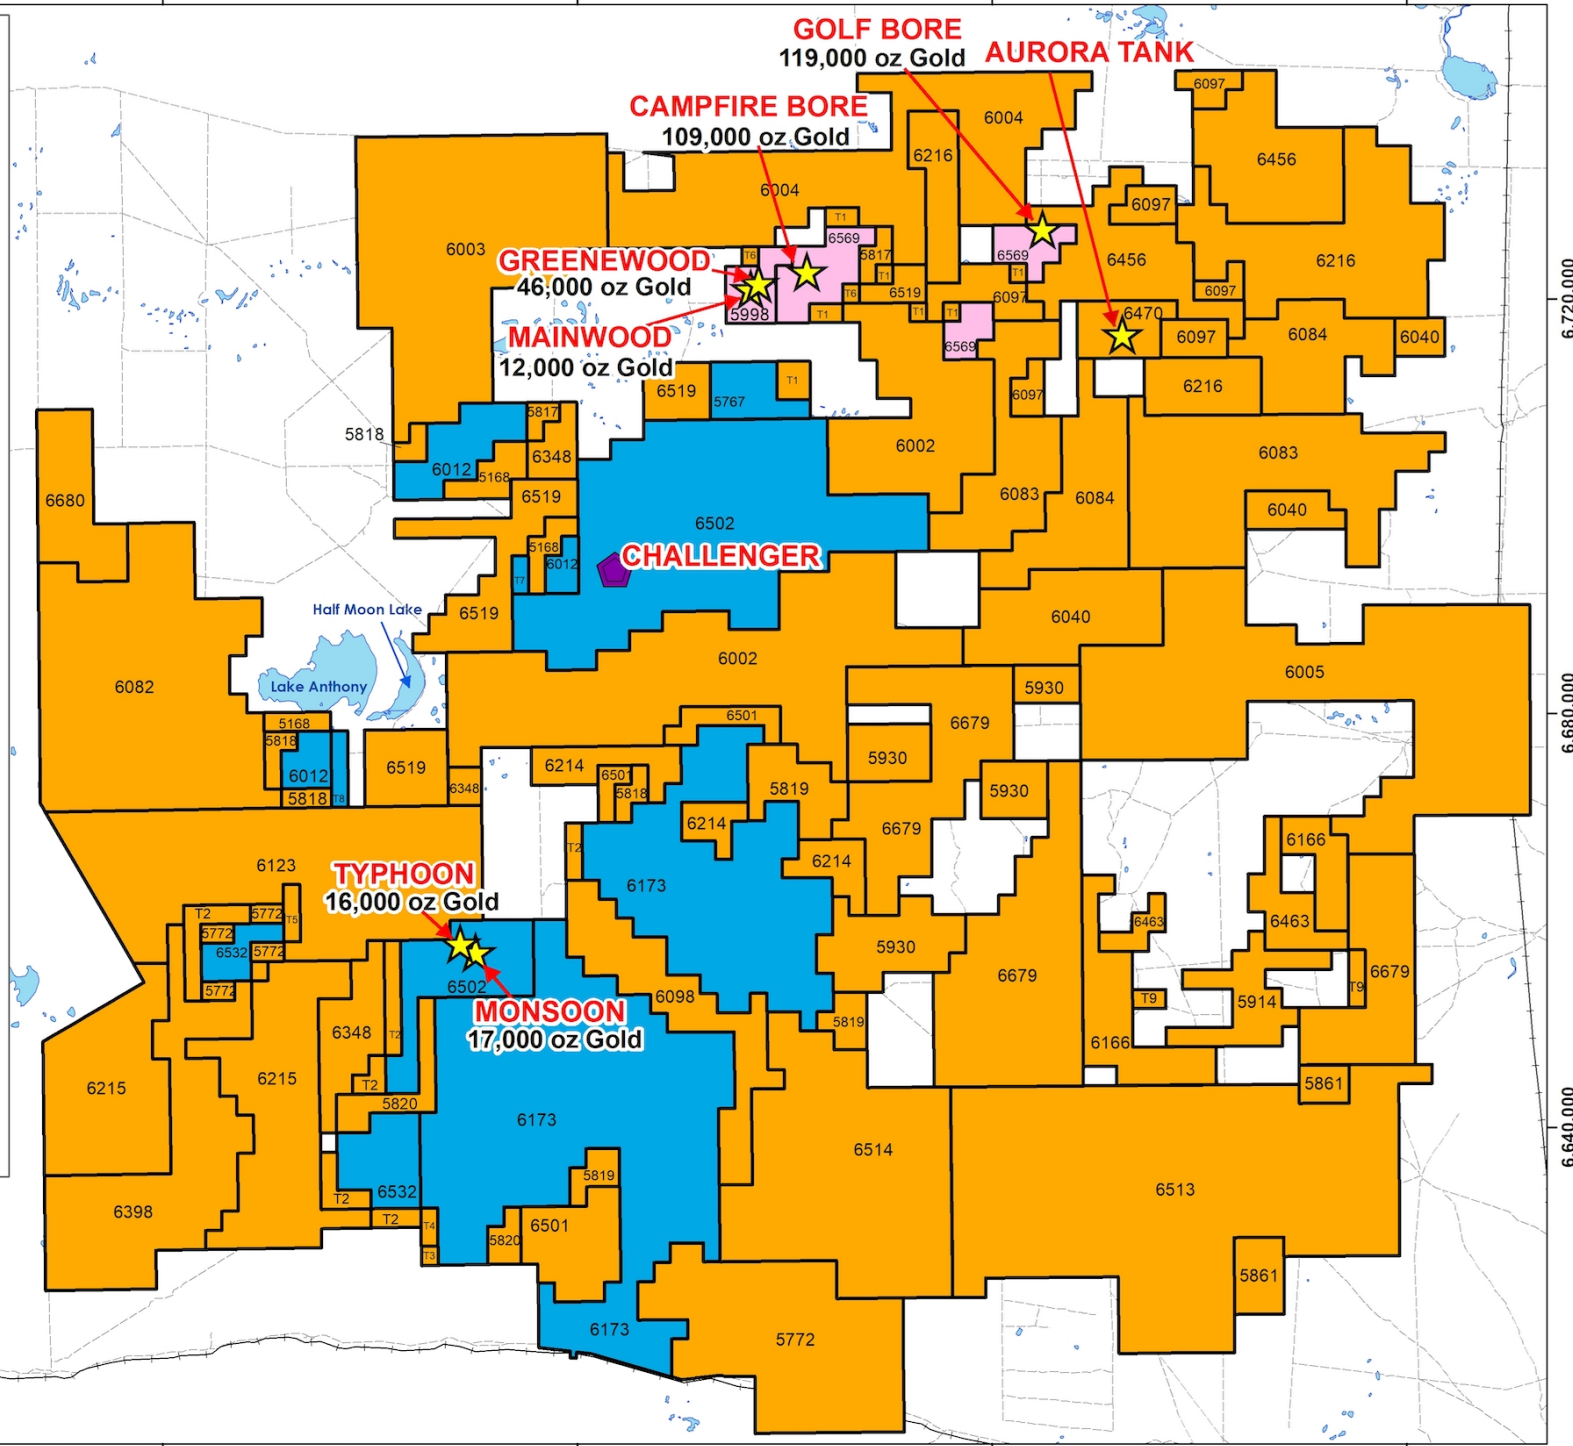 GOLF BORE
119,000 oz Gold
AURORA TANK
CAMPFIRE BORE
109,000 oz Gold
6097
6004
6216
6456
6004
6097
T1
6003
6569
GREENEWOOD
46,000 oz Gold
T6
5817
6569
6456
6216
T1
T1
T6
6519
6097
6097
5998
T1
T1
T1
6470
6,720,000
MAINWOOD
12,000 oz Gold
6569
6097
6084
6040
6519
5767
T1
6097
6216
5817
5818
6012
5168
6348
6002
6083
6680
6519
6502
6083
6084
6040
CHALLENGER
5168
6012
T7
Half Moon Lake
6519
6040
6082
Lake Anthony
6002
5930
6005
6,680,000
5168
6501
6679
5818
6012
6519
6214
6501
5930
5818
T8
6348
5818
5819
5930
6214
6679
6166
6123
T2
6214
TYPHOON
16,000 oz Gold
6173
T2
5772
T5
6463
6463
5772
6532
5772
5930
5772
6502
6098
6679
T9
5914
T9
6679
MONSOON
17,000 oz Gold
5819
6348
T2
6166
6215
6215
T2
5820
5861
6173
6514
6,640,000
5819
6532
6513
6398
T2
T2
T4
6501
5820
T3
5861
6173
5772